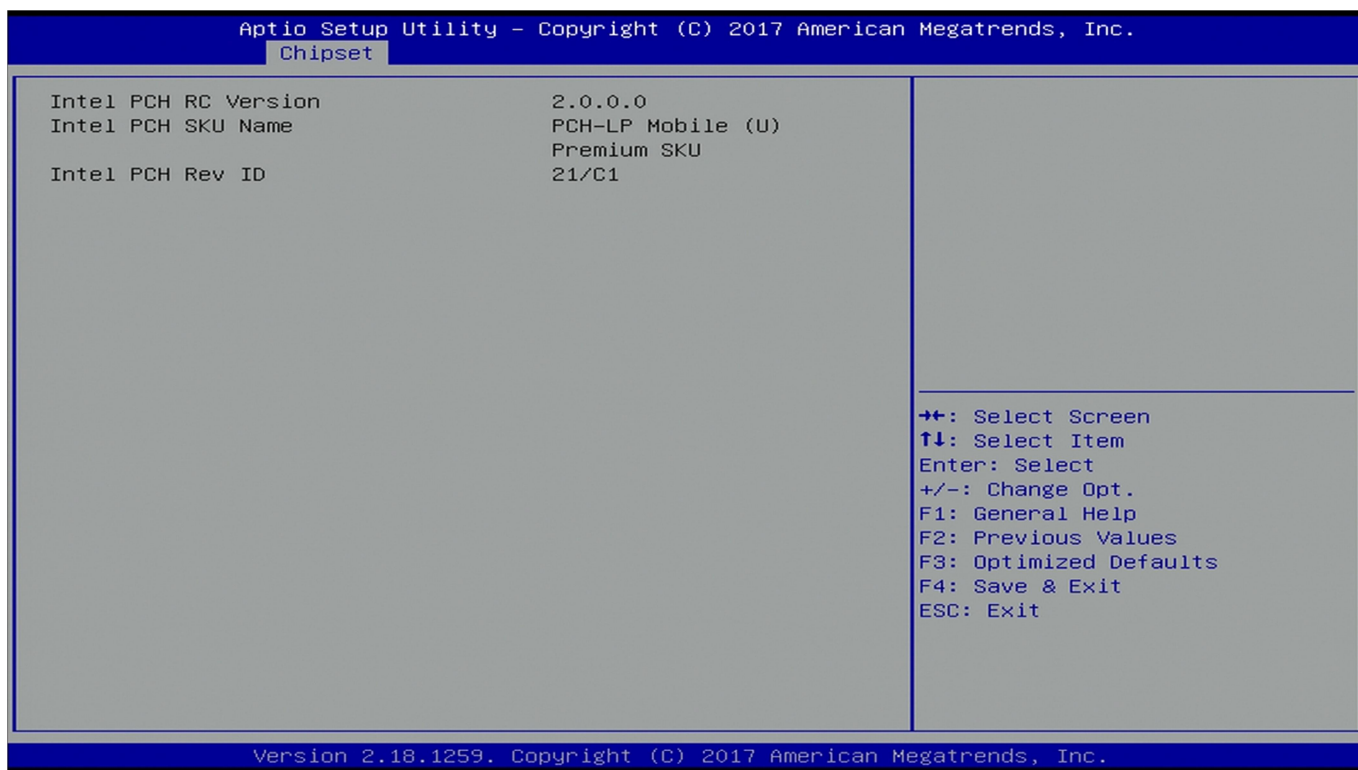 Aptio Setup Utility – Copyright (C) 2017 American Megatrends, Inc.
Chipset
Intel PCH RC Version 2.0.0.0
Intel PCH SKU Name PCH-LP Mobile (U)
Premium SKU
Intel PCH Rev ID 21/C1
→←: Select Screen
↑↓: Select Item
Enter: Select
+/-: Change Opt.
F1: General Help
F2: Previous Values
F3: Optimized Defaults
F4: Save & Exit
ESC: Exit
Version 2.18.1259. Copyright (C) 2017 American Megatrends, Inc.